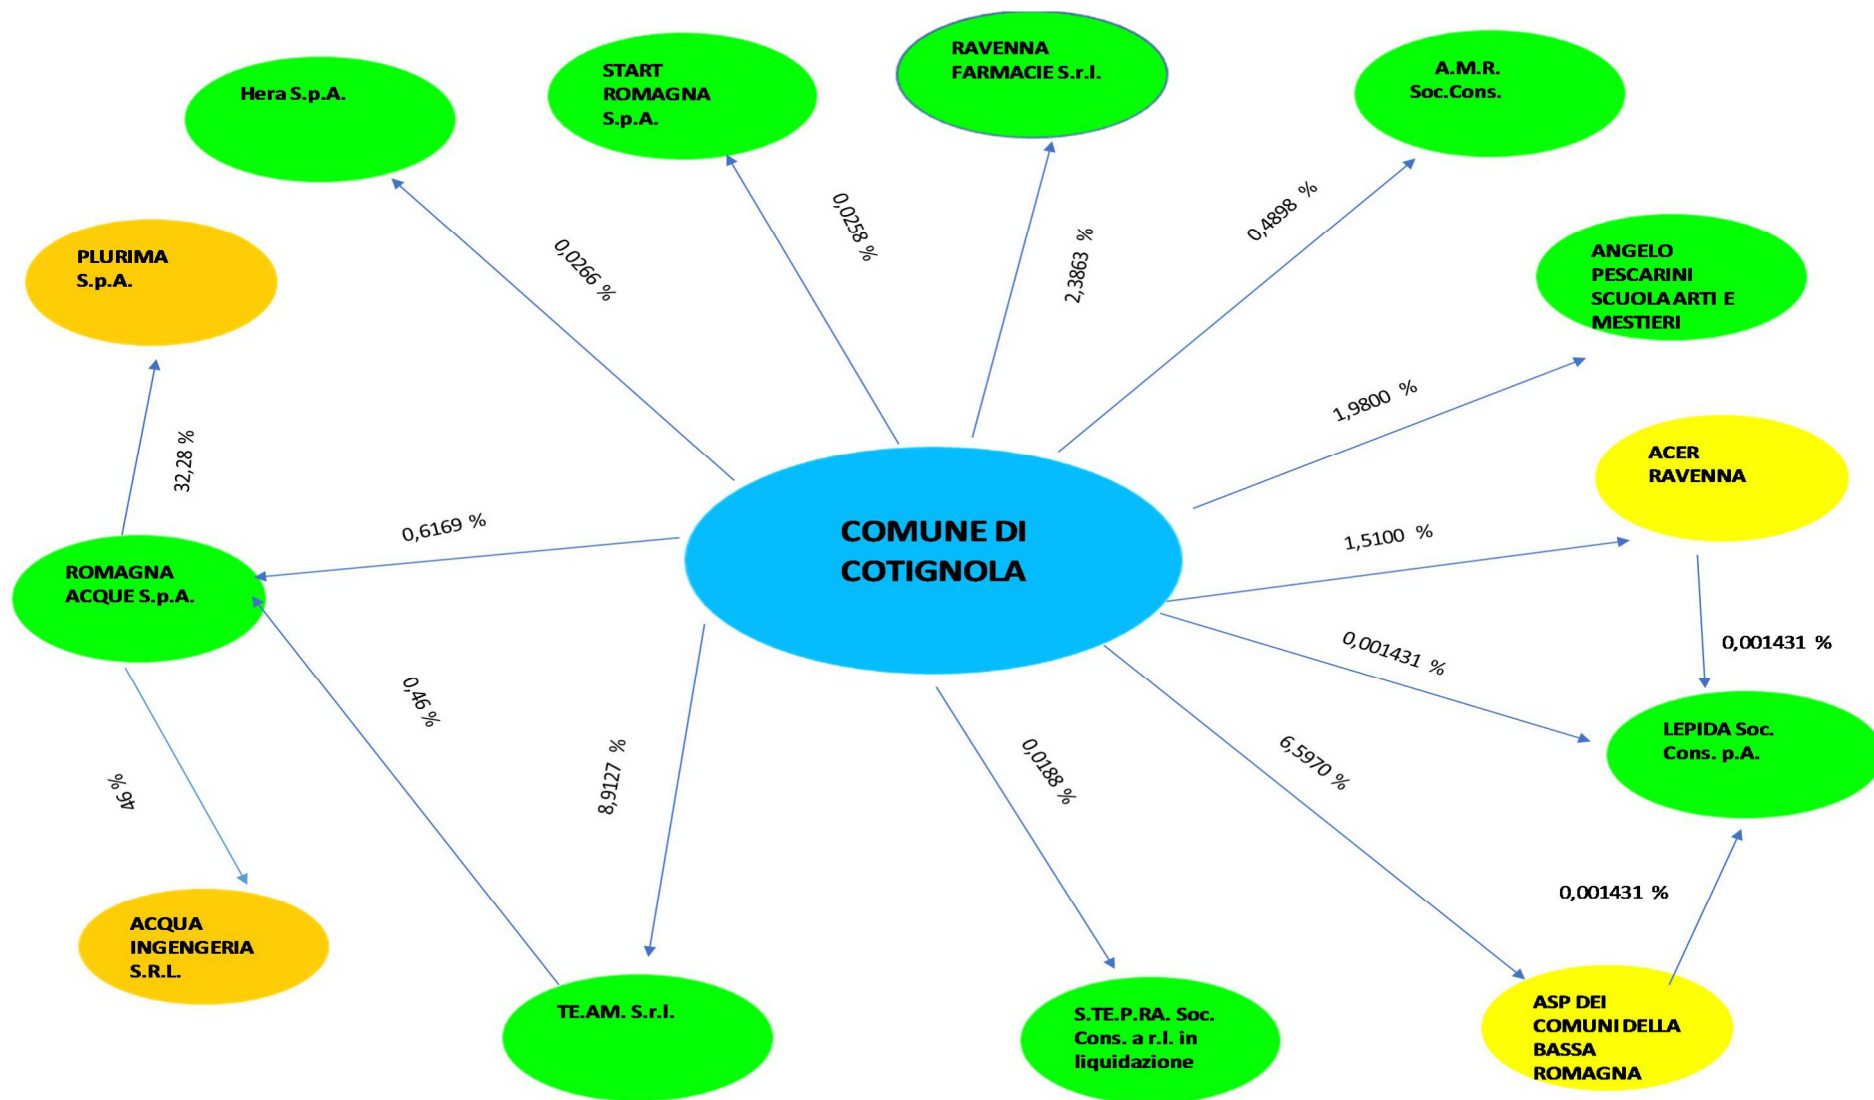 RAVENNA
FARMACIE S.r.l.
A.M.R.
Soc.Cons.
START
ROMAGNA
S.p.A.
Hera S.p.A.
0,0258 %
0,4898 %
2,3863 %
0,0266 %
PLURIMA
S.p.A.
ANGELO
PESCARINI
SCUOLA ARTI E
MESTIERI
1,9800 %
32,28 %
ACER
RAVENNA
0,6169 %
COMUNE DI
COTIGNOLA
1,5100 %
ROMAGNA
ACQUE S.p.A.
0,001431 %
0,001431 %
0,46 %
LEPIDA Soc.
Cons. p.A.
8,9127 %
0,0188 %
6,5970 %
46 %
0,001431 %
ACQUA
INGENGERIA
S.R.L.
TE.AM. S.r.l.
S.TE.P.RA. Soc.
Cons. a r.l. in
liquidazione
ASP DEI
COMUNI DELLA
BASSA
ROMAGNA